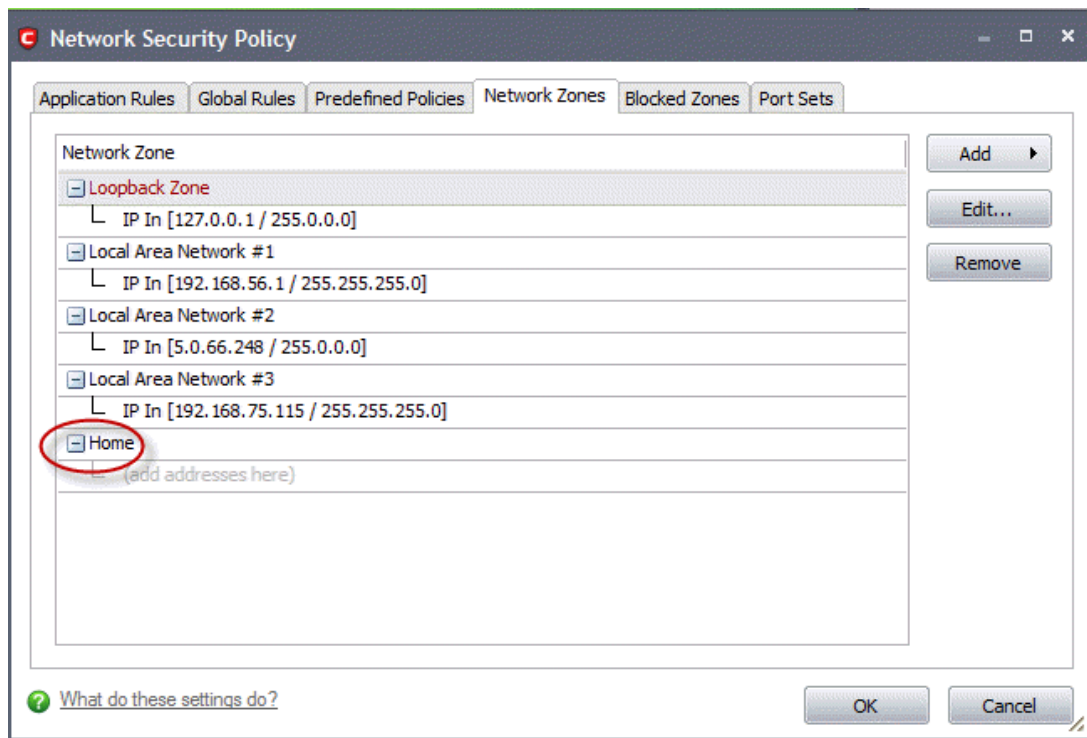 Network Security Policy
Application Rules Global Rules Predefined Policies Network Zones Blocked Zones Port Sets
Network Zone
Add
Loopback Zone
IP In [127.0.0.1 / 255.0.0.0]
Edit...
Local Area Network #1
Remove
IP In [192.168.56.1 / 255.255.255.0]
Local Area Network #2
IP In [5.0.66.248 / 255.0.0.0]
Local Area Network #3
IP In [192.168.75.115 / 255.255.255.0]
Home
(add addresses here)
What do these settings do?
OK Cancel